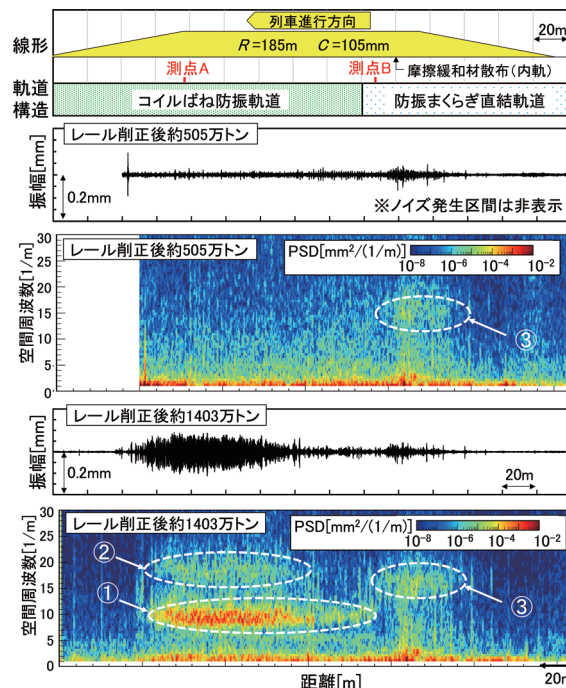 列車進行方向
20m
線形
R=185m C=105mm
測点A
測点B
摩擦緩和材散布(内軌)
軌道構造
コイルばね防振軌道
防振まくらぎ直結軌道
レール削正後約505万トン
振幅[mm]
0.2mm
※ノイズ発生区間は非表示
レール削正後約505万トン
PSD[mm²/(1/m)]
10⁻⁸ 10⁻⁶ 10⁻⁴ 10⁻²
空間周波数[1/m]
30
25
20
15
10
5
0
③
レール削正後約1403万トン
振幅[mm]
0.2mm
20m
レール削正後約1403万トン
PSD[mm²/(1/m)]
10⁻⁸ 10⁻⁶ 10⁻⁴ 10⁻²
空間周波数[1/m]
30
25
20
15
10
5
0
②
①
③
距離[m]
20m